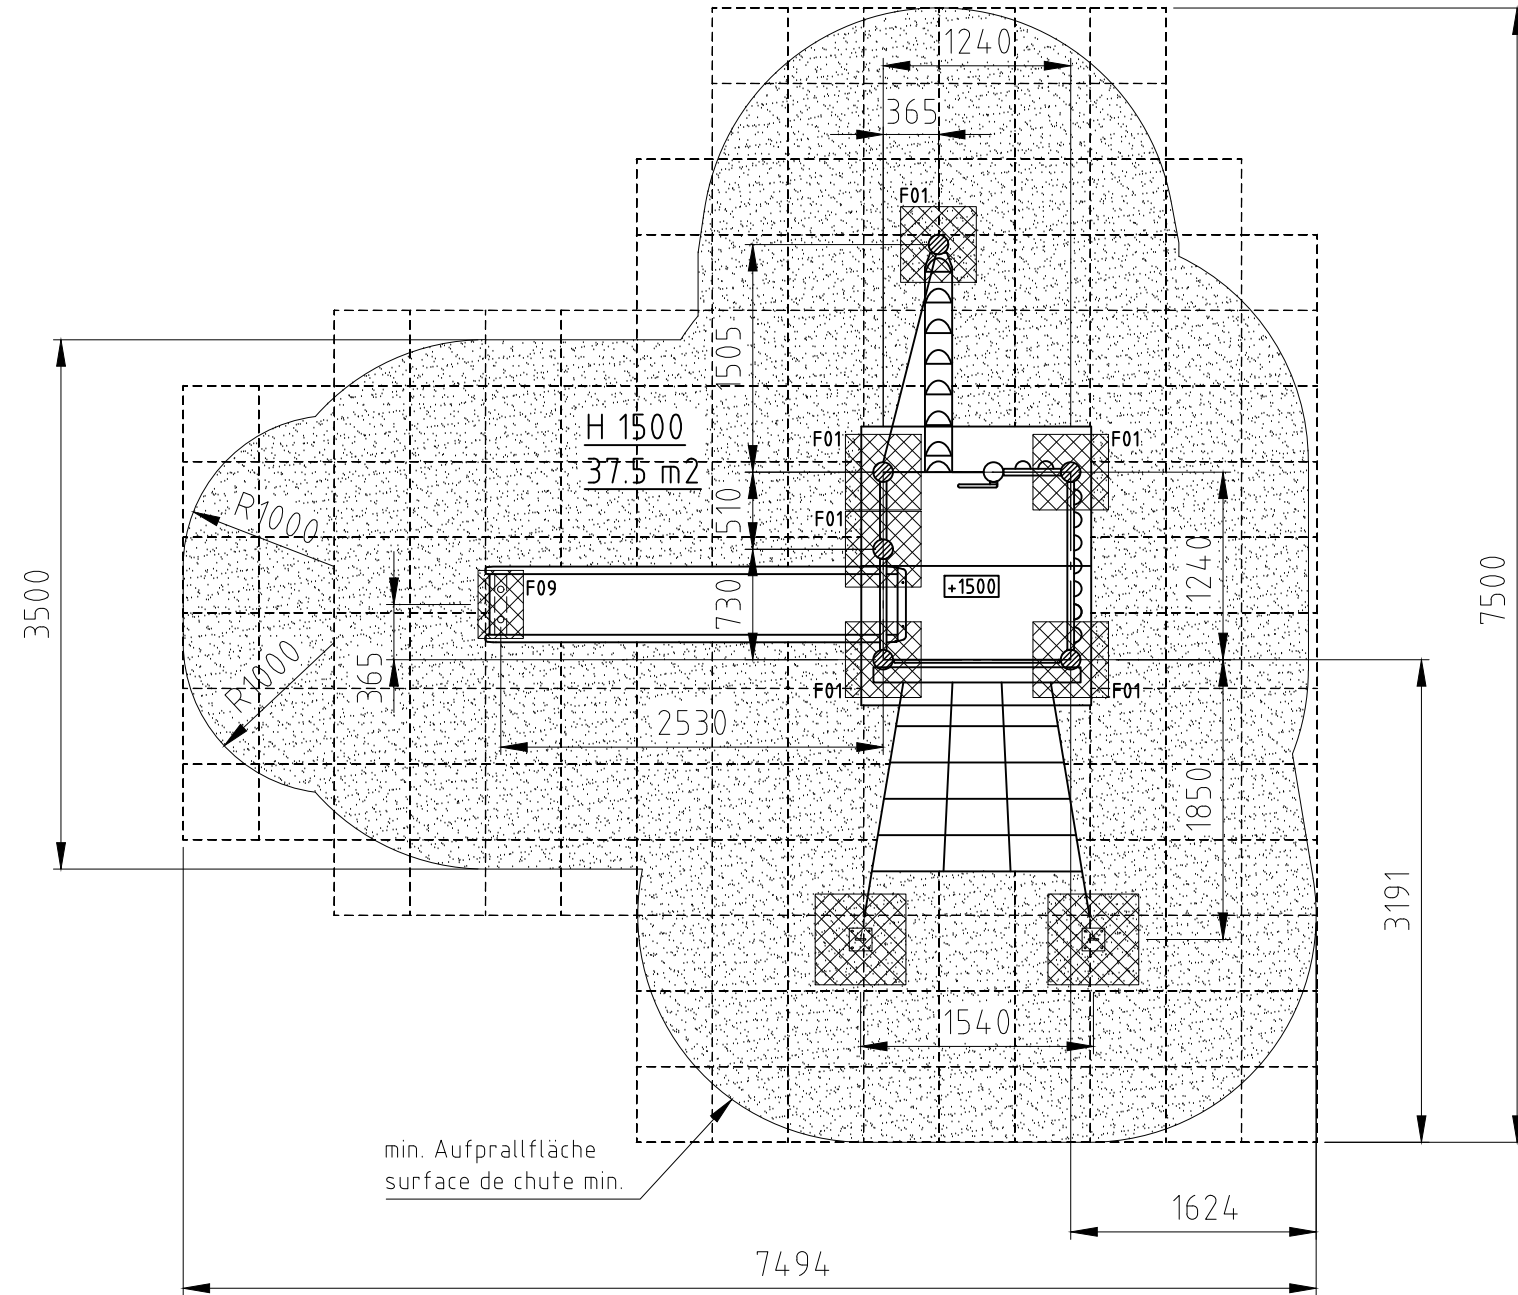 1240
365
F01
1505
H 1500
37.5 m2
F01
F01
R1000
510
F01
1240
7500
3500
+1500
F09
730
365
R1000
F01
F01
2530
1850
3191
1540
min. Aufprallfläche
surface de chute min.
1624
7494